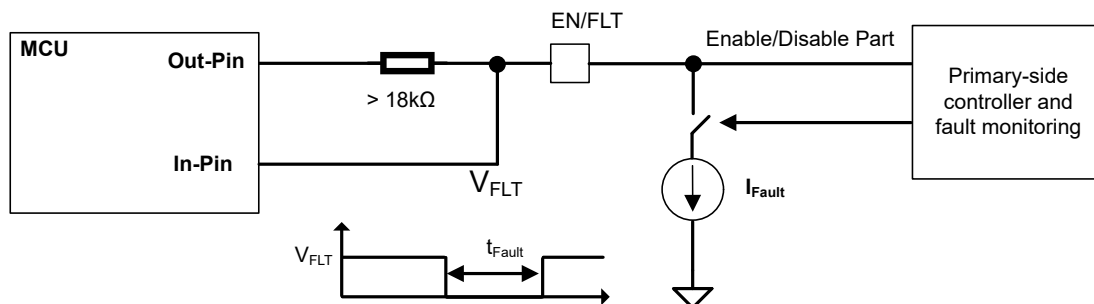 EN/FLT
MCU
Out-Pin
Enable/Disable Part
> 18kΩ
Primary-side
controller and
fault monitoring
In-Pin
VFLT
IFault
VFLT
tFault